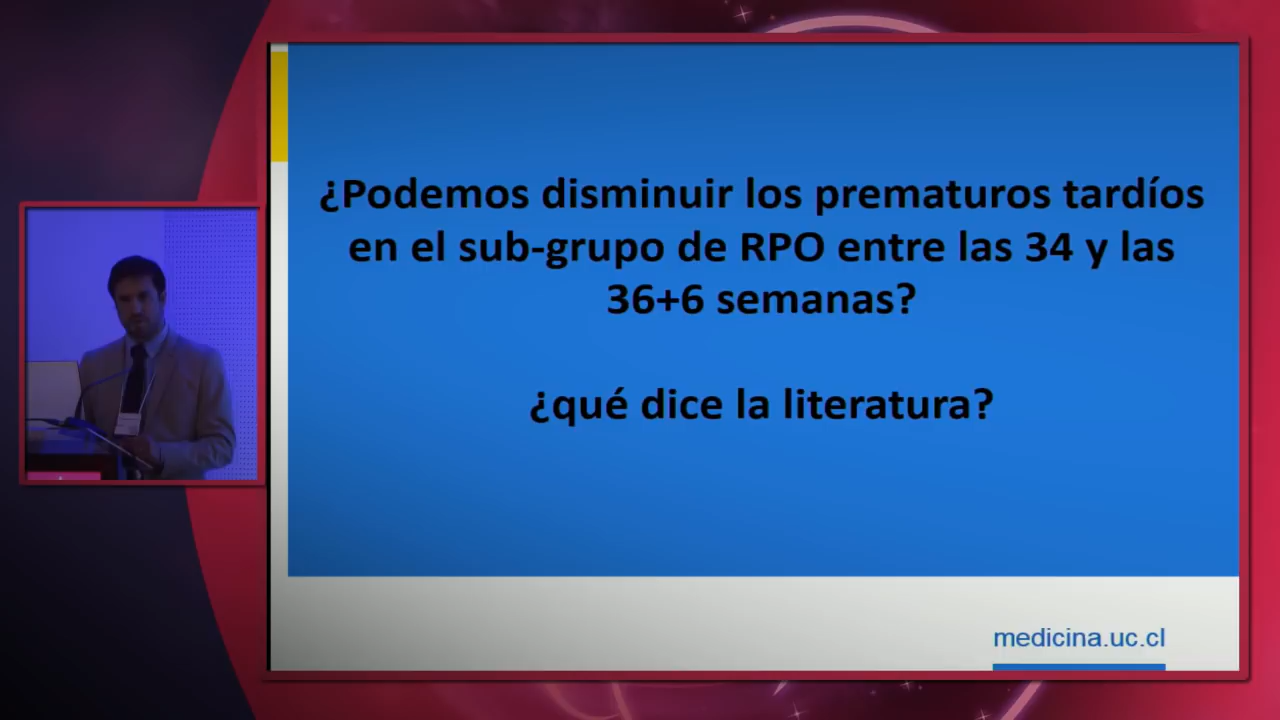 ¿Podemos disminuir los prematuros tardíos
en el sub-grupo de RPO entre las 34 y las
36+6 semanas?
¿qué dice la literatura?
medicina.uc.cl